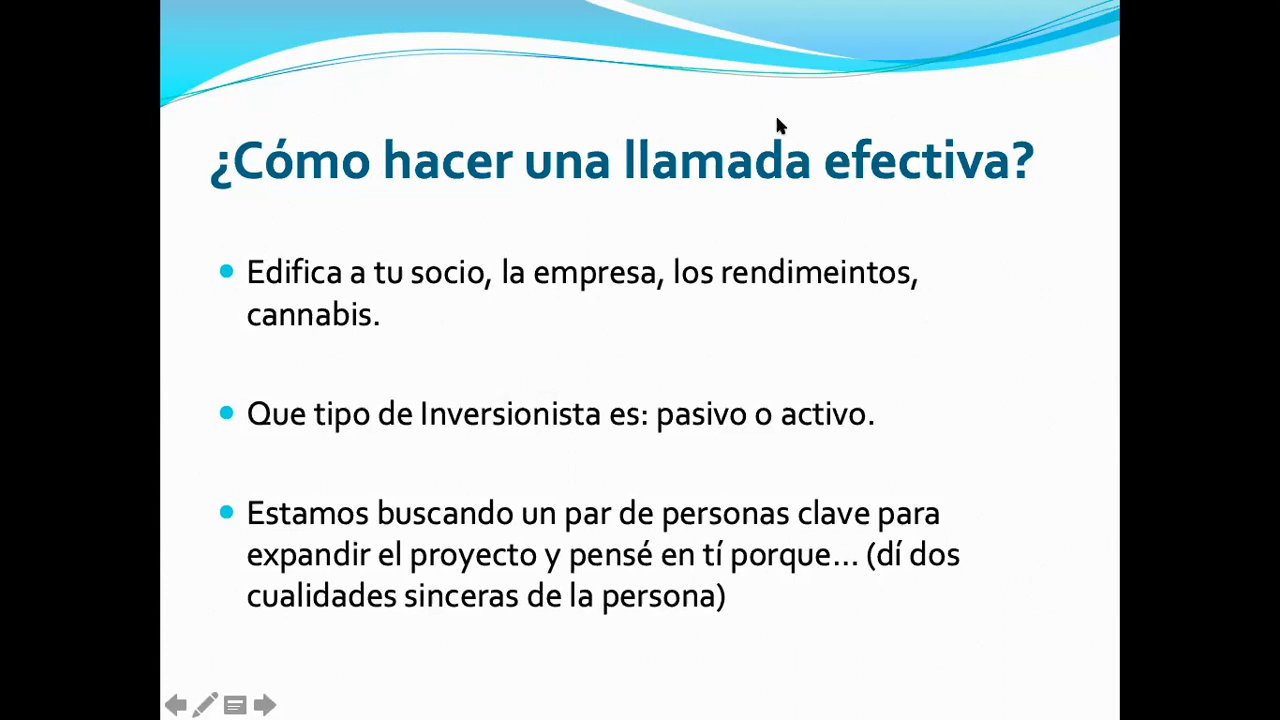 ¿Cómo hacer una llamada efectiva?
Edifica a tu socio, la empresa, los rendimeintos,
cannabis.
Que tipo de Inversionista es: pasivo o activo.
Estamos buscando un par de personas clave para
expandir el proyecto y pensé en tí porque... (dí dos
cualidades sinceras de la persona)